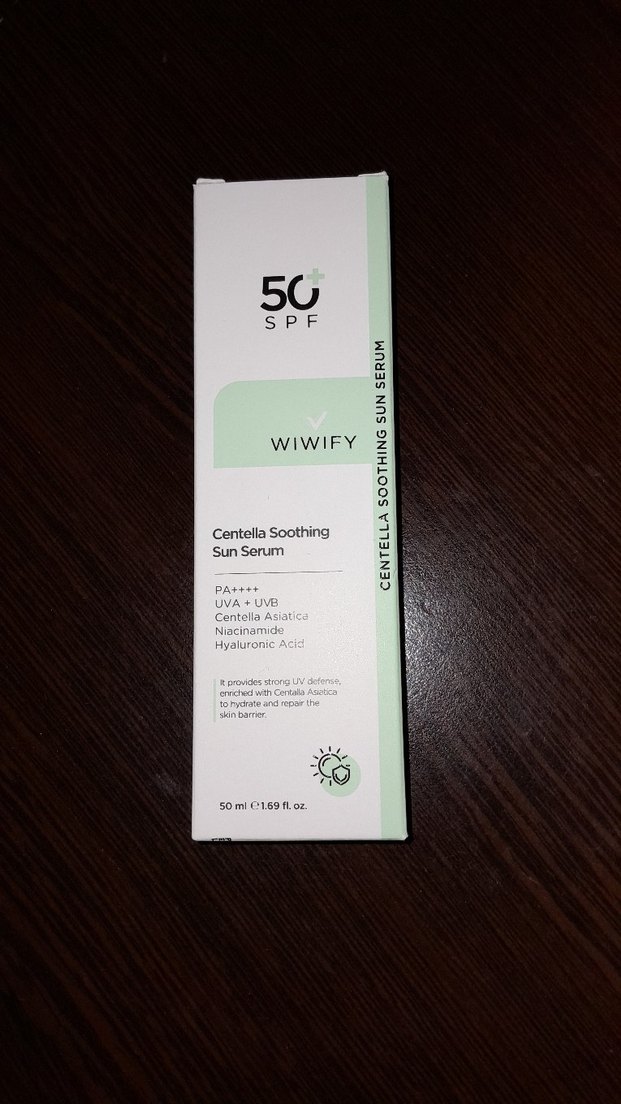 50+
SPF
WIWIFY
Centella Soothing
Sun Serum
PA++++
UVA + UVB
Centella Asiatica
Niacinamide
Hyaluronic Acid
It provides strong UV defense,
enriched with Centalla Asiatica
to hydrate and repair the
skin barrier.
50 ml ℮ 1.69 fl. oz.
CENTELLA SOOTHING SUN SERUM